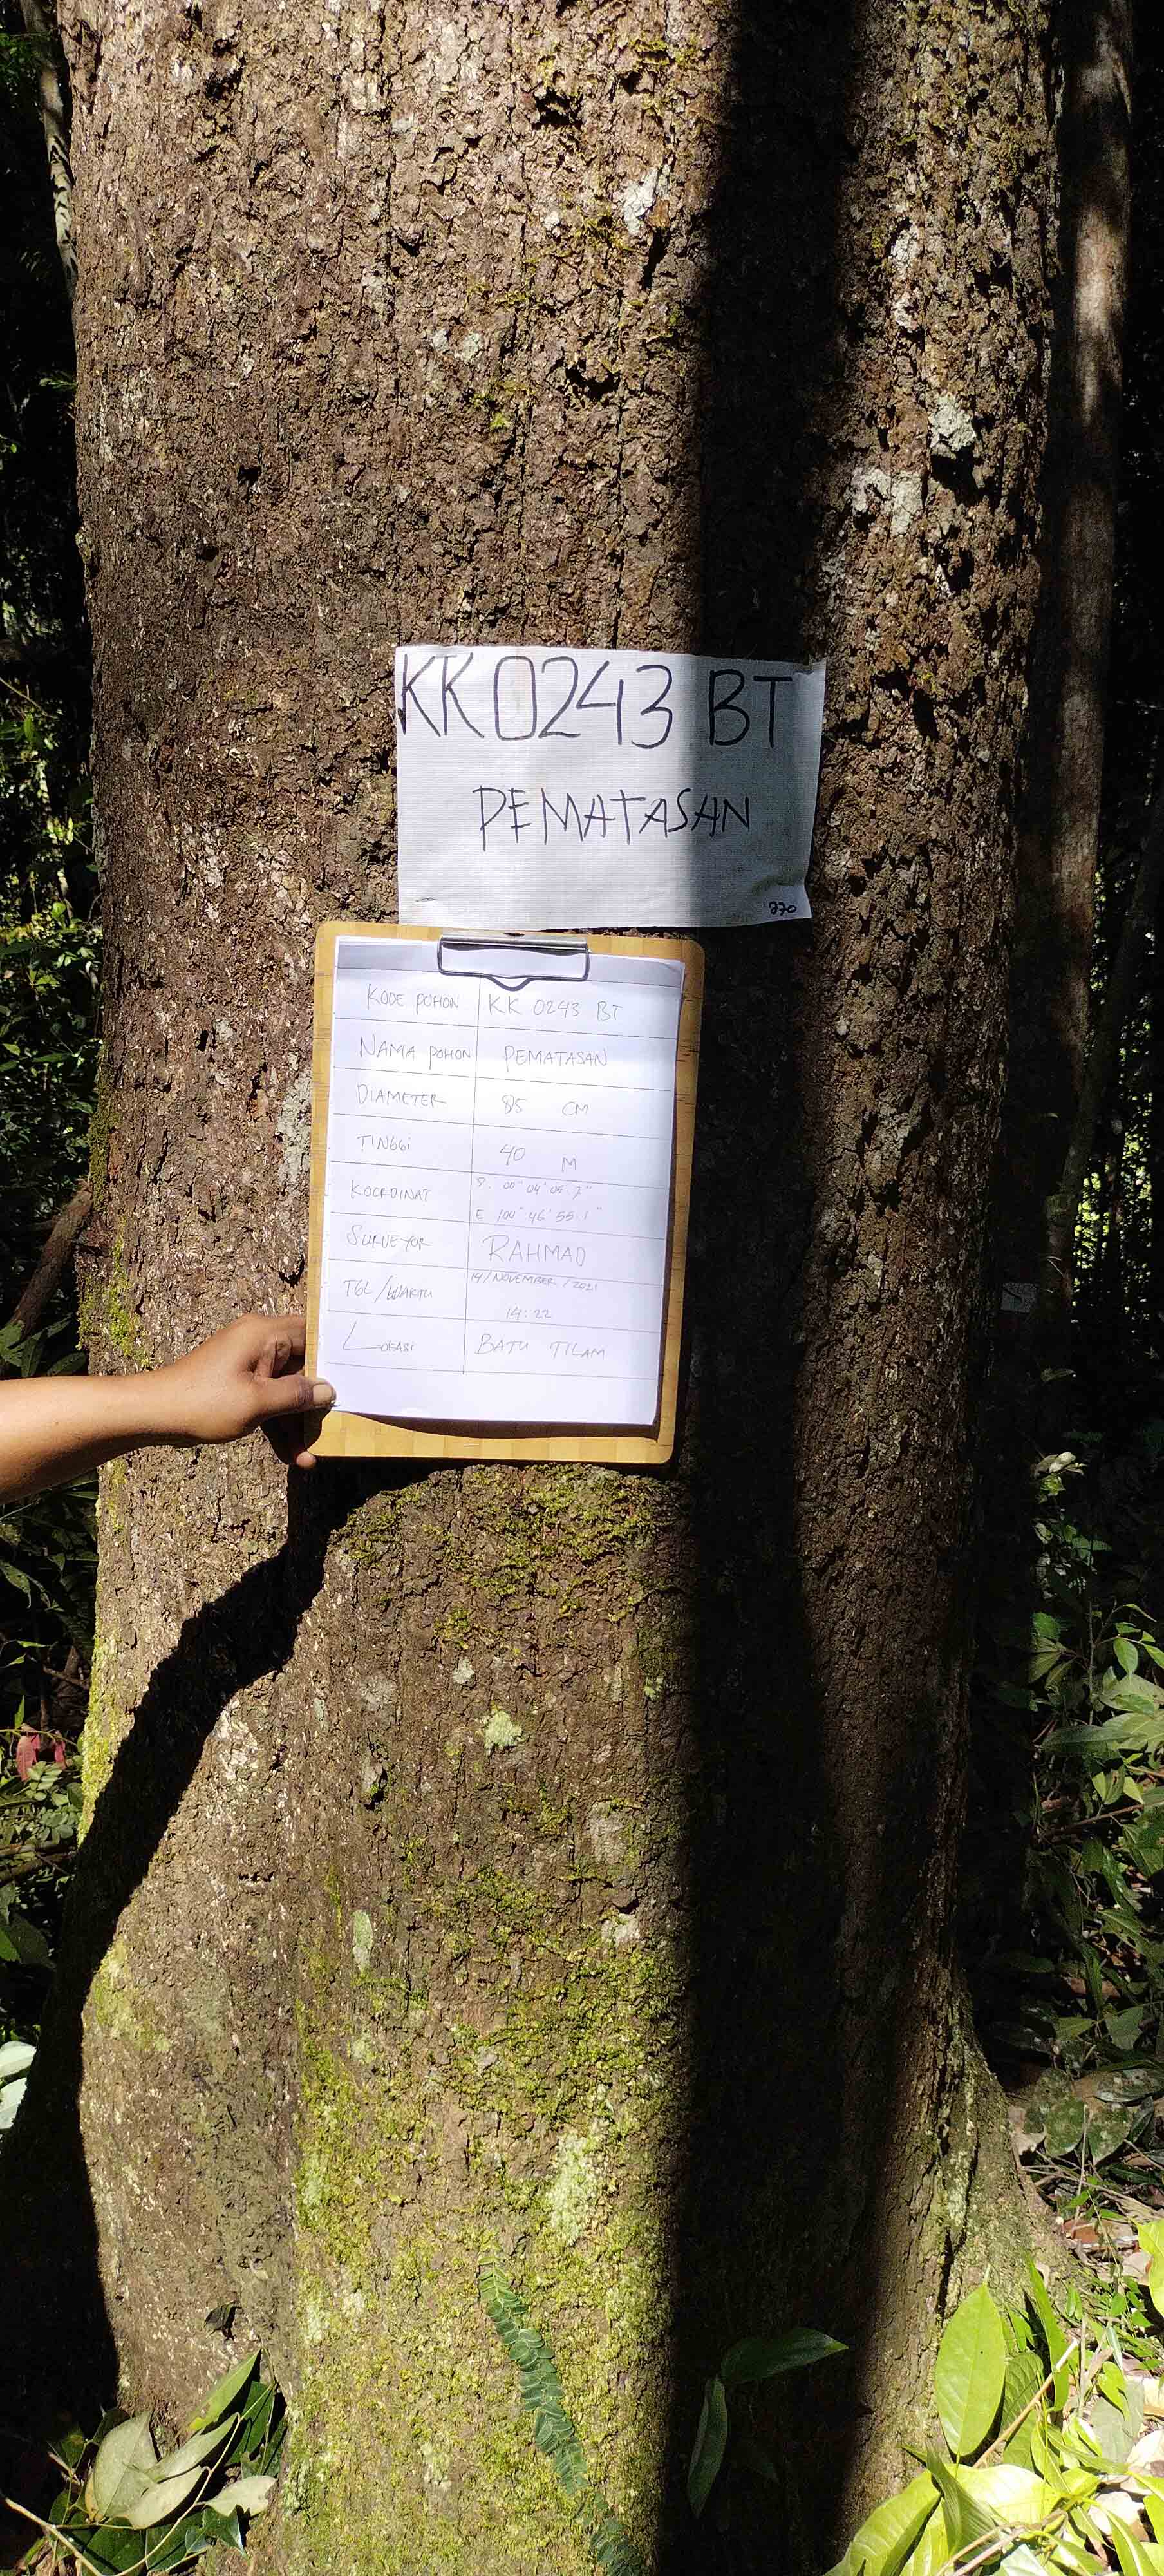 KK 0243 BT
PEMATASAN
270
KODE POHON KK 0243 BT
NAMA POHON PEMATASAN
DIAMETER 85 CM
TINGGI 40 M
KOORDINAT S. 00° 04' 05.7"
E 100° 46' 55.1"
SURVEYOR RAHMAD
TGL/WAKTU 14/NOVEMBER/2021
14:22
LOKASI BATU TILAM